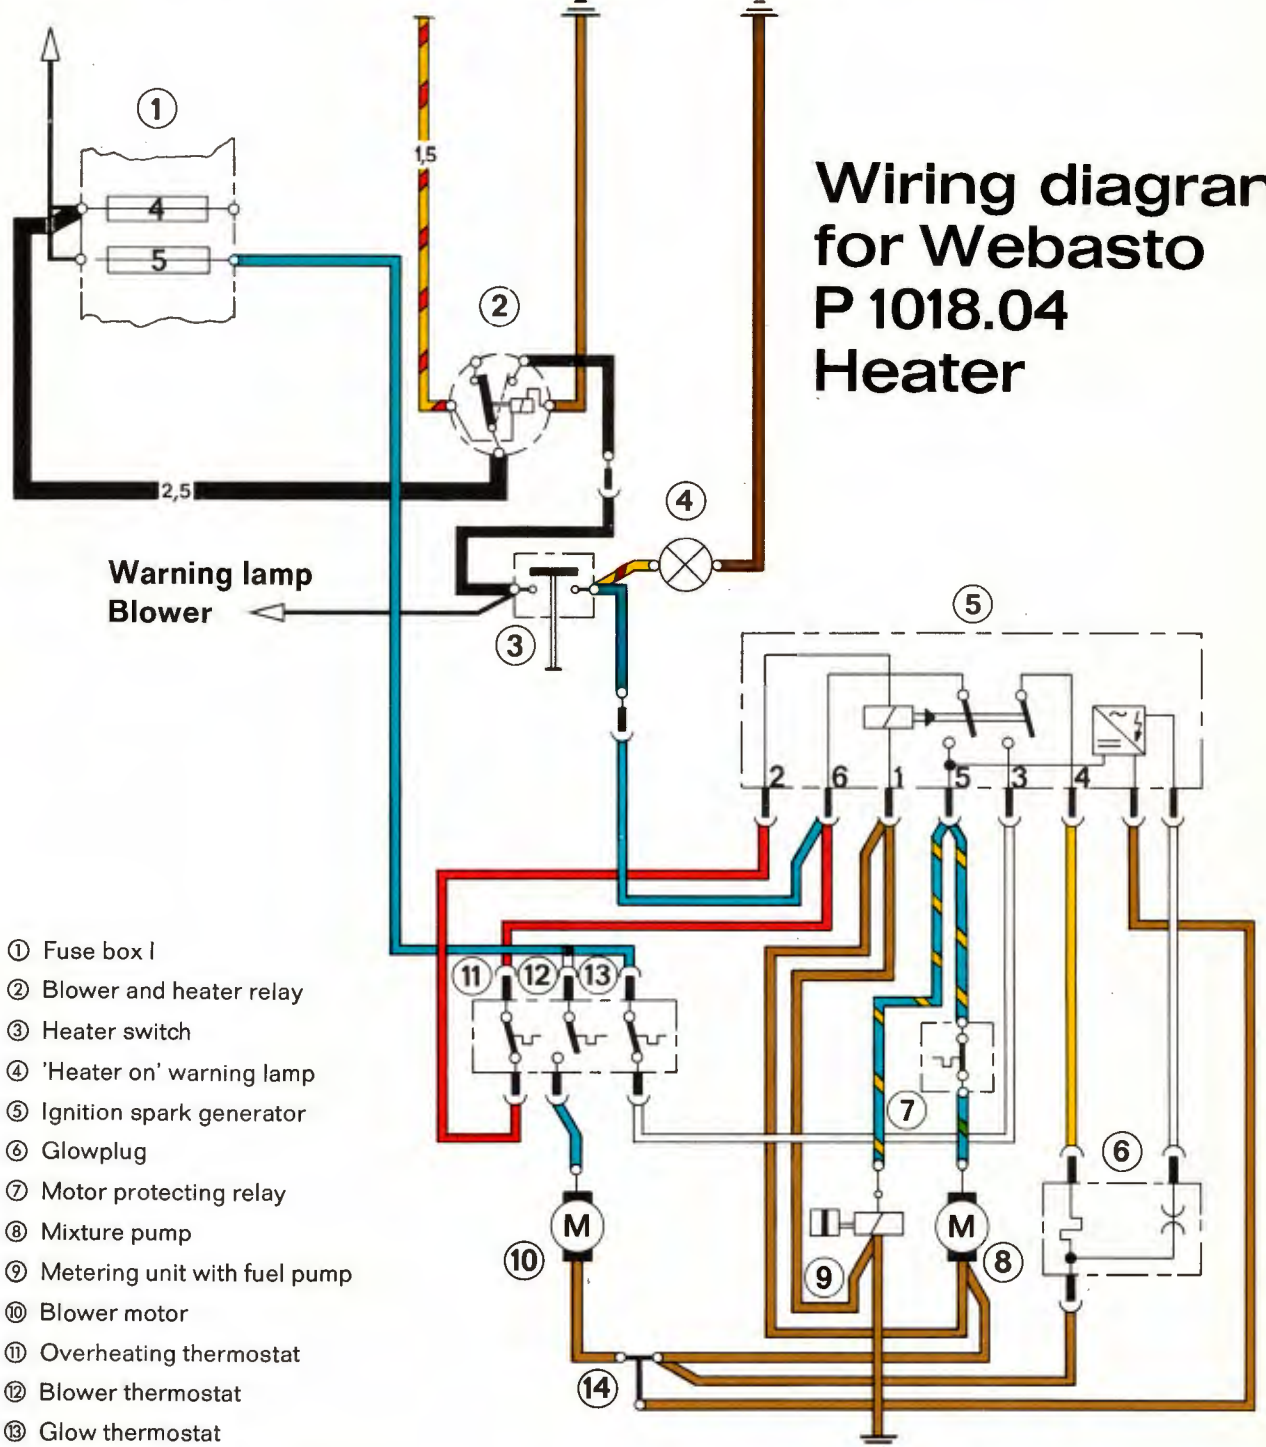 1
1,5
4
5
Wiring diagram
for Webasto
P 1018.04
Heater
2
2,5
4
Warning lamp
Blower
3
5
2
6
1
5
3
4
11
12
13
7
6
M
M
10
9
8
14
① Fuse box I
② Blower and heater relay
③ Heater switch
④ 'Heater on' warning lamp
⑤ Ignition spark generator
⑥ Glowplug
⑦ Motor protecting relay
⑧ Mixture pump
⑨ Metering unit with fuel pump
⑩ Blower motor
⑪ Overheating thermostat
⑫ Blower thermostat
⑬ Glow thermostat